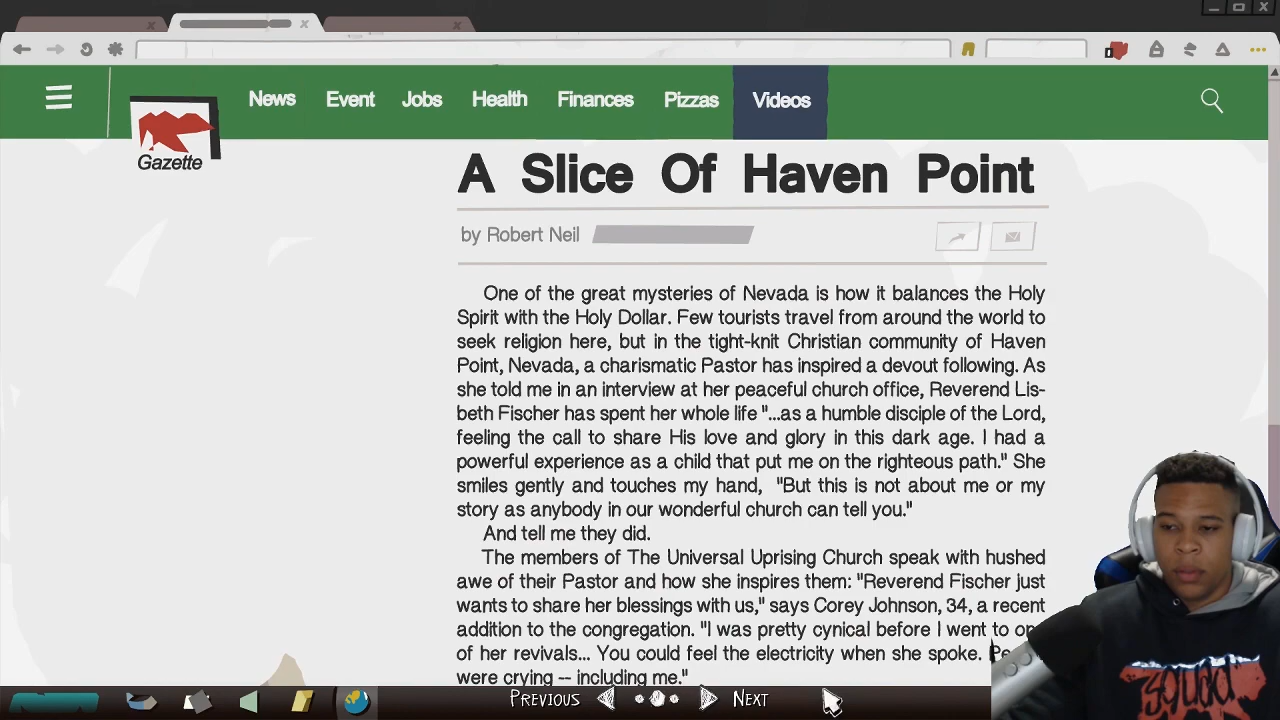 News Event Jobs Health Finances Pizzas Videos
Gazette
A Slice Of Haven Point
by Robert Neil
One of the great mysteries of Nevada is how it balances the Holy
Spirit with the Holy Dollar. Few tourists travel from around the world to
seek religion here, but in the tight-knit Christian community of Haven
Point, Nevada, a charismatic Pastor has inspired a devout following. As
she told me in an interview at her peaceful church office, Reverend Lis-
beth Fischer has spent her whole life "...as a humble disciple of the Lord,
feeling the call to share His love and glory in this dark age. I had a
powerful experience as a child that put me on the righteous path." She
smiles gently and touches my hand, "But this is not about me or my
story as anybody in our wonderful church can tell you."
And tell me they did.
The members of The Universal Uprising Church speak with hushed
awe of their Pastor and how she inspires them: "Reverend Fischer just
wants to share her blessings with us," says Corey Johnson, 34, a recent
addition to the congregation. "I was pretty cynical before I went to
of her revivals... You could feel the electricity when she spoke.
were crying -- including me."
Previous Next
squad